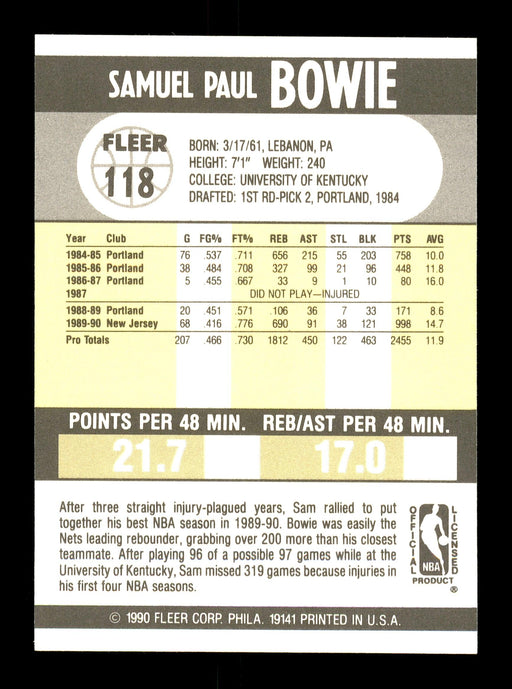 SAMUEL PAUL BOWIE
FLEER
118
BORN: 3/17/61, LEBANON, PA
HEIGHT: 7'1" WEIGHT: 240
COLLEGE: UNIVERSITY OF KENTUCKY
DRAFTED: 1ST RD-PICK 2, PORTLAND, 1984
Year Club G FG% FT% REB AST STL BLK PTS AVG
1984-85 Portland 76 .537 .711 656 215 55 203 758 10.0
1985-86 Portland 38 .484 .708 327 99 21 96 448 11.8
1986-87 Portland 5 .455 .667 33 9 1 10 80 16.0
1987 DID NOT PLAY—INJURED
1988-89 Portland 20 .451 .571 .106 36 7 33 171 8.6
1989-90 New Jersey 68 .416 .776 690 91 38 121 998 14.7
Pro Totals 207 .466 .730 1812 450 122 463 2455 11.9
POINTS PER 48 MIN. REB/AST PER 48 MIN.
21.7 17.0
After three straight injury-plagued years, Sam rallied to put
together his best NBA season in 1989-90. Bowie was easily the
Nets leading rebounder, grabbing over 200 more than his closest
teammate. After playing 96 of a possible 97 games while at the
University of Kentucky, Sam missed 319 games because injuries in
his first four NBA seasons.
OFFICIAL LICENSED
NBA
PRODUCT ®
© 1990 FLEER CORP. PHILA. 19141 PRINTED IN U.S.A.